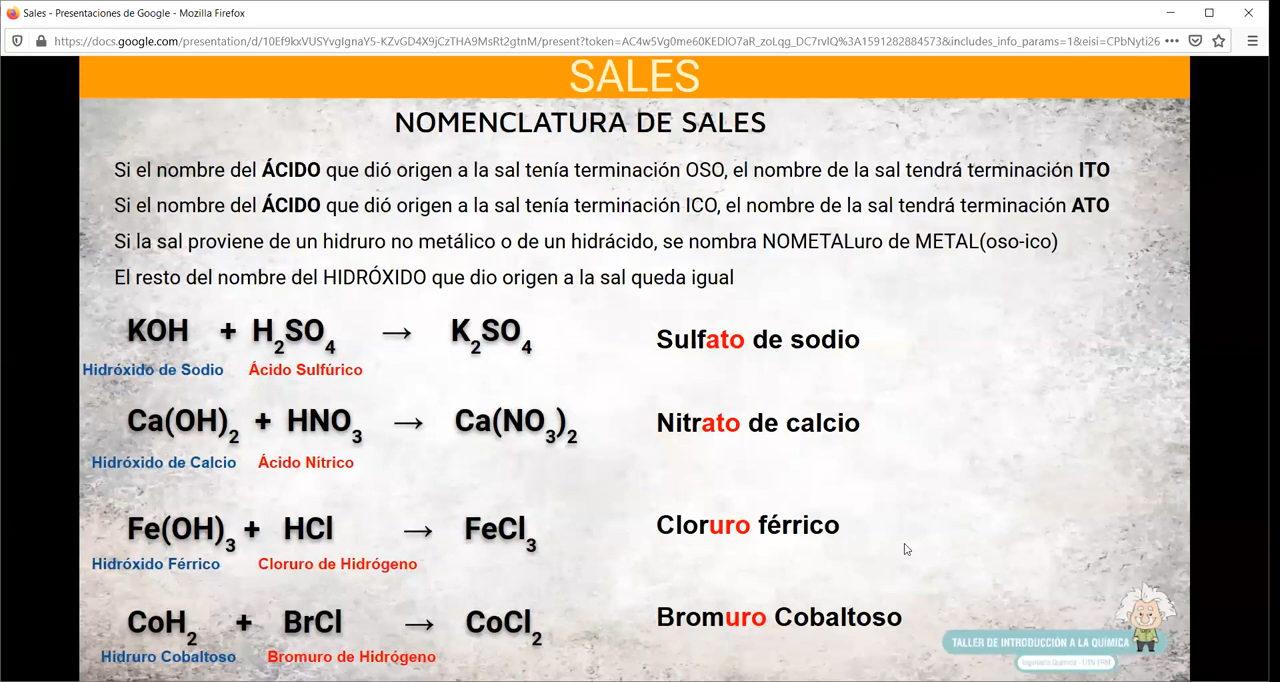 Sales - Presentaciones de Google - Mozilla Firefox
https://docs.google.com/presentation/d/10Ef9kxVUSYvgIgnaY5-KZvGD4X9jCzTHA9MsRt2gtnM/present?token=AC4w5Vg0me60KEDlO7aR_zoLqg_DC7rvlQ%3A1591282884573&includes_info_params=1&eisi=CPbNyti26
SALES
NOMENCLATURA DE SALES
Si el nombre del ÁCIDO que dió origen a la sal tenía terminación OSO, el nombre de la sal tendrá terminación ITO
Si el nombre del ÁCIDO que dió origen a la sal tenía terminación ICO, el nombre de la sal tendrá terminación ATO
Si la sal proviene de un hidruro no metálico o de un hidrácido, se nombra NOMETALuro de METAL(oso-ico)
El resto del nombre del HIDRÓXIDO que dio origen a la sal queda igual
KOH + H₂SO₄ → K₂SO₄ Sulfato de sodio
Hidróxido de Sodio Ácido Sulfúrico
Ca(OH)₂ + HNO₃ → Ca(NO₃)₂ Nitrato de calcio
Hidróxido de Calcio Ácido Nítrico
Fe(OH)₃ + HCl → FeCl₃ Cloruro férrico
Hidróxido Férrico Cloruro de Hidrógeno
CoH₂ + BrCl → CoCl₂ Bromuro Cobaltoso
Hidruro Cobaltoso Bromuro de Hidrógeno
TALLER DE INTRODUCCIÓN A LA QUÍMICA
Ingeniería Química - UTN FRM